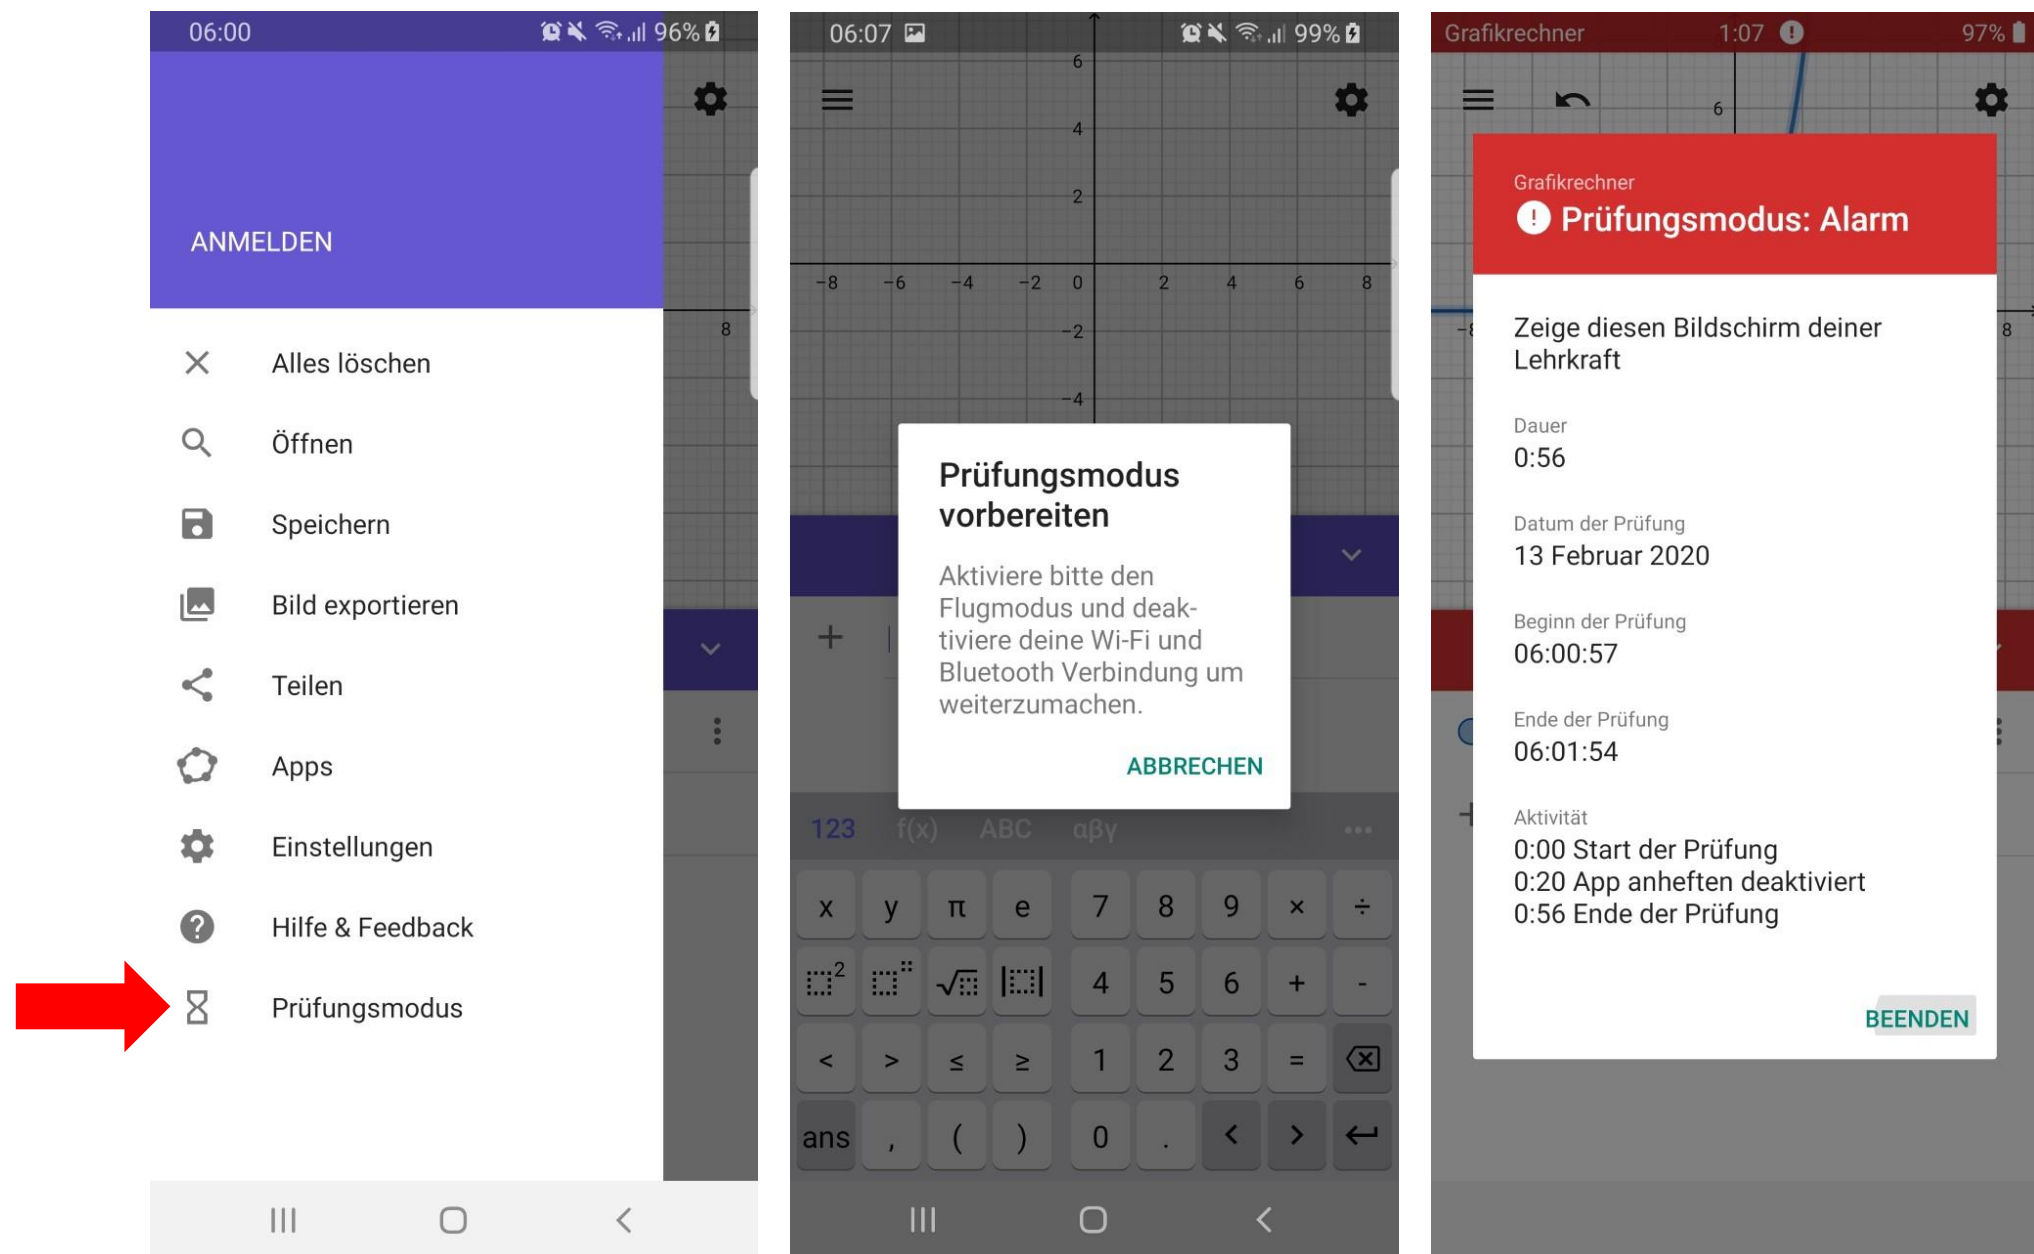 06:00 96%
ANMELDEN
8
Alles löschen
Öffnen
Speichern
Bild exportieren
Teilen
Apps
Einstellungen
Hilfe & Feedback
Prüfungsmodus
06:07 99%
6
4
2
-8 -6 -4 -2 0 2 4 6 8
-2
-4
Prüfungsmodus
vorbereiten
Aktiviere bitte den
Flugmodus und deak-
tiviere deine Wi-Fi und
Bluetooth Verbindung um
weiterzumachen.
ABBRECHEN
123 f(x) ABC αβγ
x y π e 7 8 9 × ÷
2 √ 4 5 6 + -
< > ≤ ≥ 1 2 3 =
ans , ( ) 0 . < >
Grafikrechner 1:07 97%
6
Grafikrechner
Prüfungsmodus: Alarm
8
Zeige diesen Bildschirm deiner
Lehrkraft
Dauer
0:56
Datum der Prüfung
13 Februar 2020
Beginn der Prüfung
06:00:57
Ende der Prüfung
06:01:54
Aktivität
0:00 Start der Prüfung
0:20 App anheften deaktiviert
0:56 Ende der Prüfung
BEENDEN